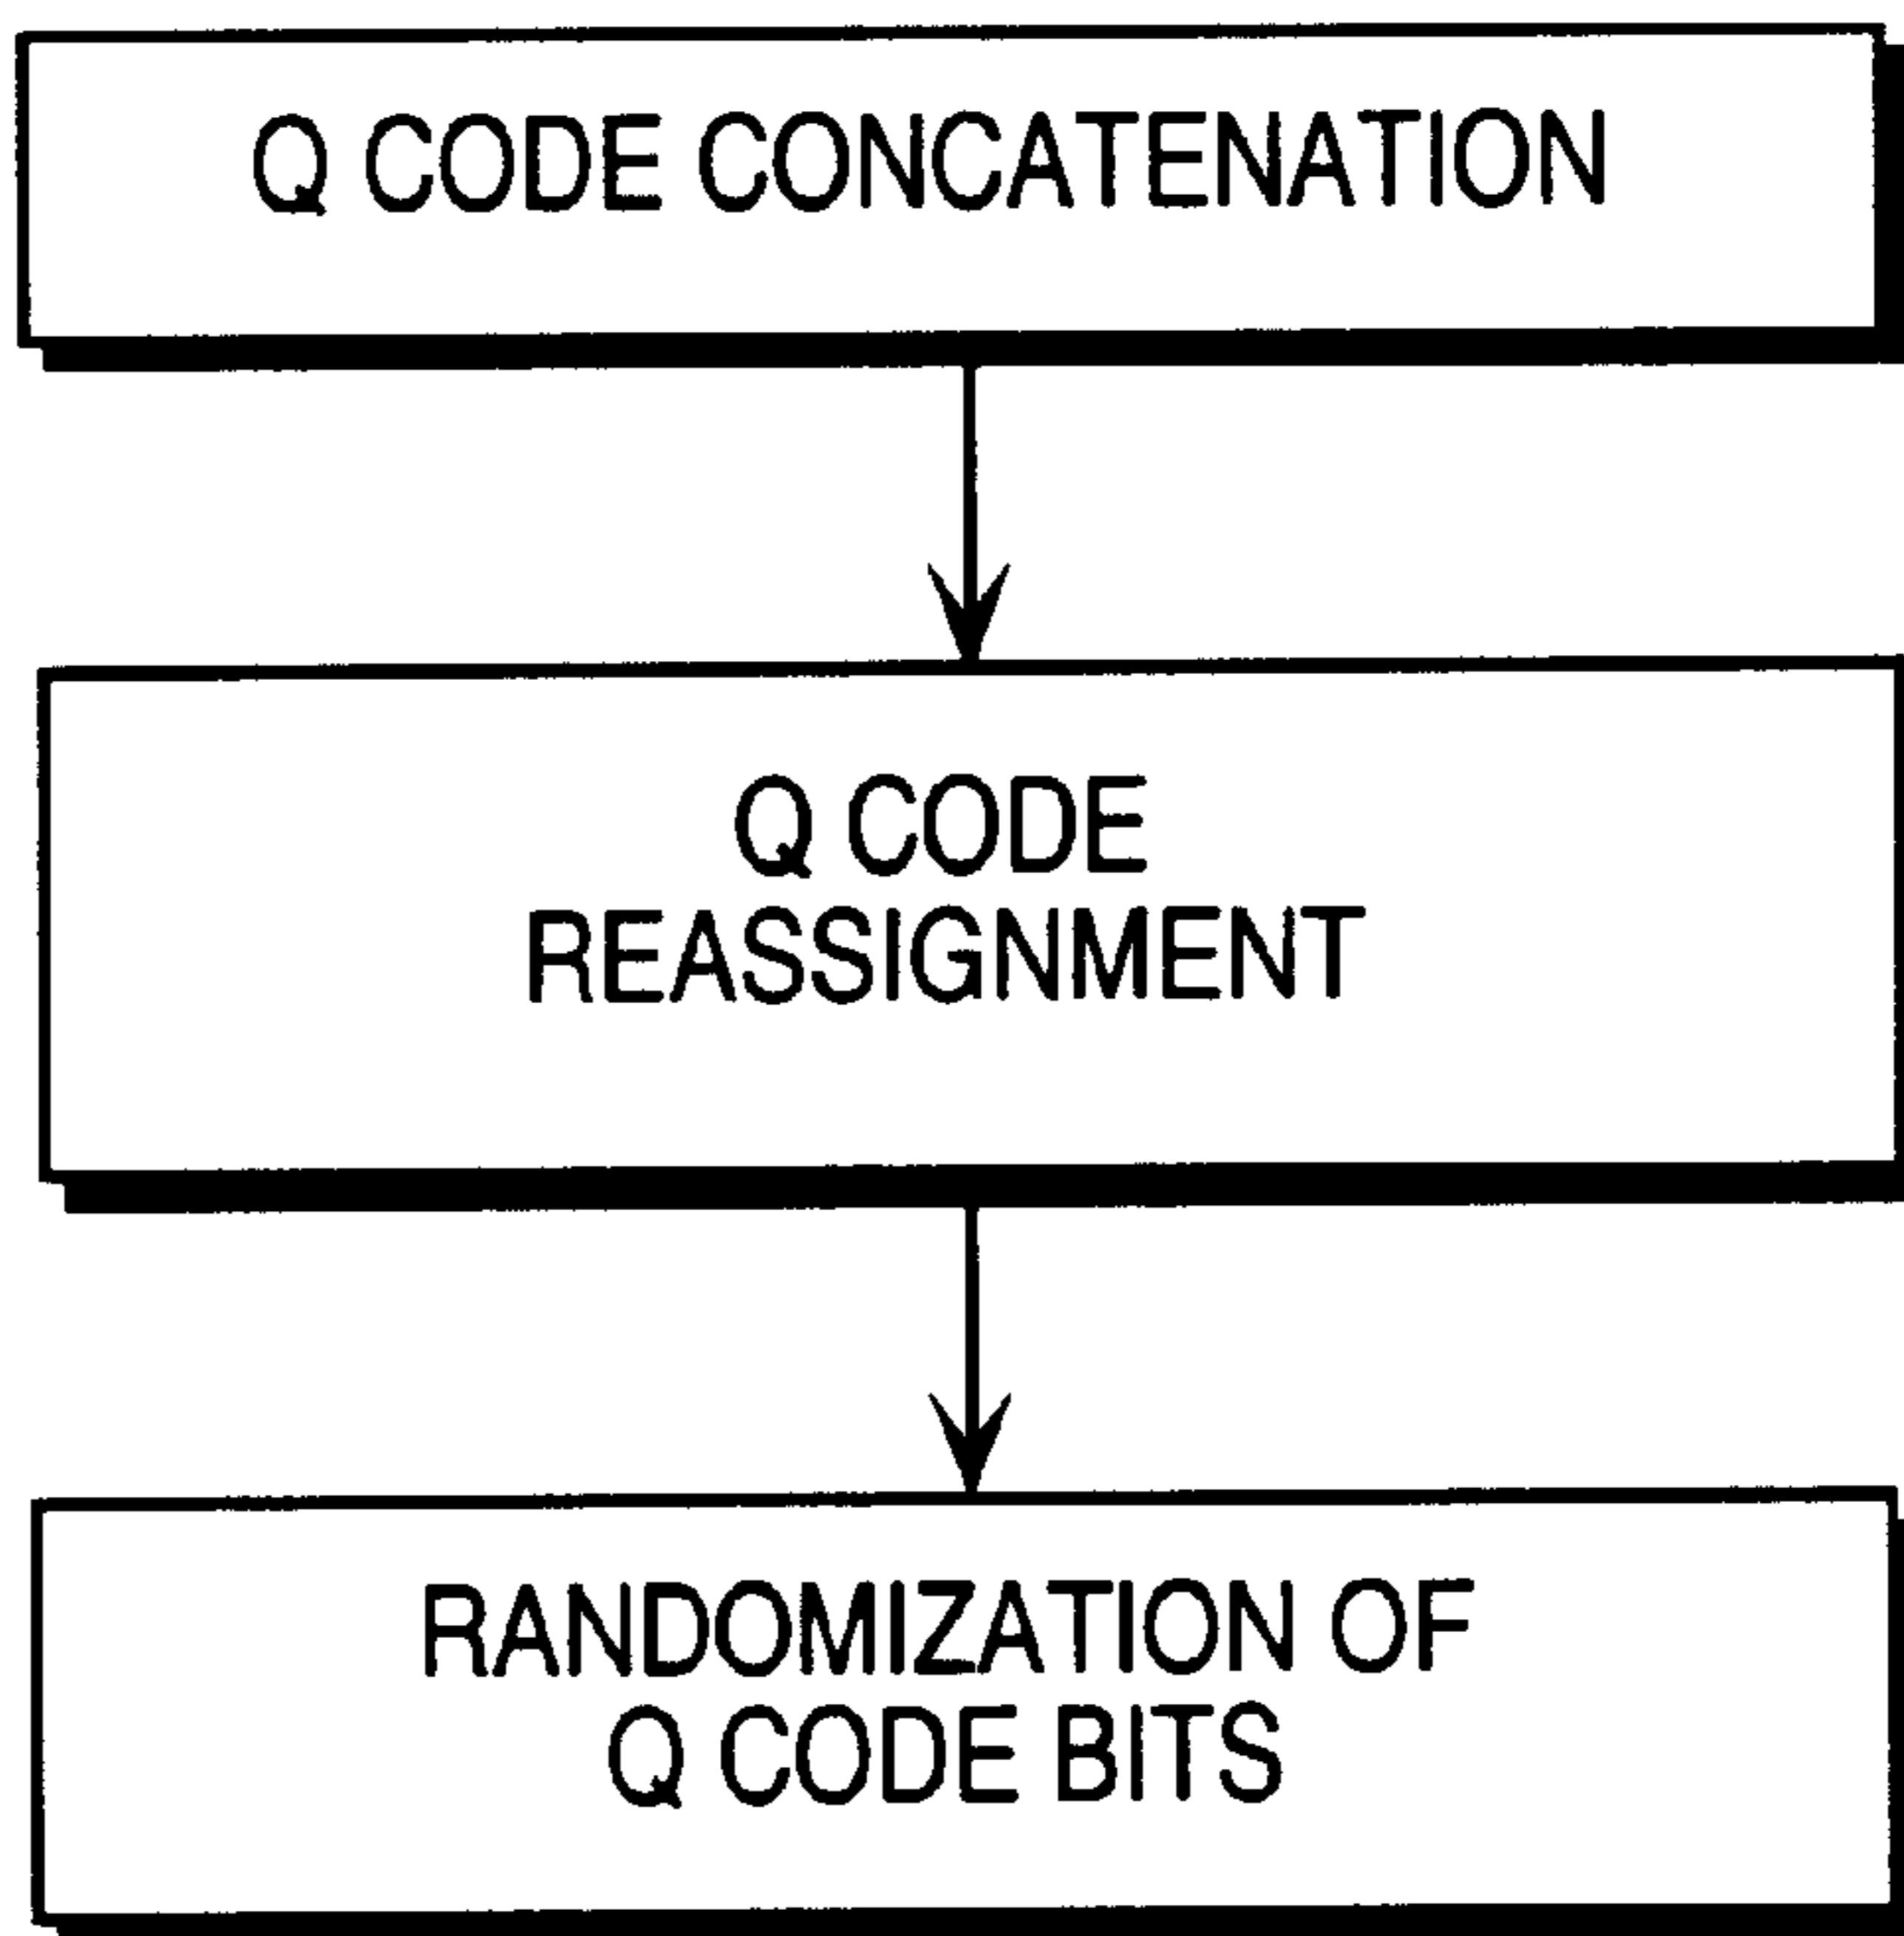 Q CODE CONCATENATION
Q CODE
REASSIGNMENT
RANDOMIZATION OF
Q CODE BITS